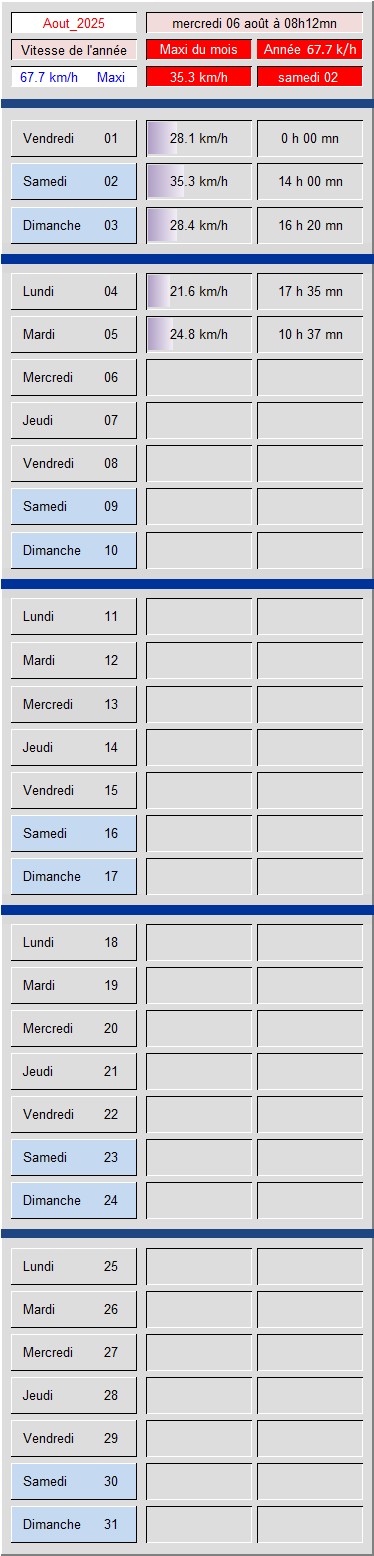 Aout_2025 mercredi 06 août à 08h12mn
Vitesse de l'année Maxi du mois Année 67.7 k/h
67.7 km/h Maxi 35.3 km/h samedi 02
Vendredi 01 28.1 km/h 0 h 00 mn
Samedi 02 35.3 km/h 14 h 00 mn
Dimanche 03 28.4 km/h 16 h 20 mn
Lundi 04 21.6 km/h 17 h 35 mn
Mardi 05 24.8 km/h 10 h 37 mn
Mercredi 06
Jeudi 07
Vendredi 08
Samedi 09
Dimanche 10
Lundi 11
Mardi 12
Mercredi 13
Jeudi 14
Vendredi 15
Samedi 16
Dimanche 17
Lundi 18
Mardi 19
Mercredi 20
Jeudi 21
Vendredi 22
Samedi 23
Dimanche 24
Lundi 25
Mardi 26
Mercredi 27
Jeudi 28
Vendredi 29
Samedi 30
Dimanche 31